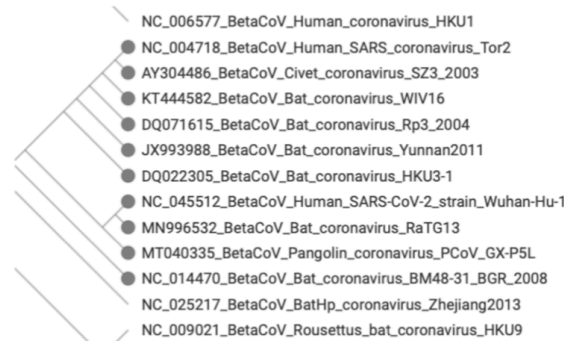 NC_006577_BetaCoV_Human_coronavirus_HKU1
NC_004718_BetaCoV_Human_SARS_coronavirus_Tor2
AY304486_BetaCoV_Civet_coronavirus_SZ3_2003
KT444582_BetaCoV_Bat_coronavirus_WIV16
DQ071615_BetaCoV_Bat_coronavirus_Rp3_2004
JX993988_BetaCoV_Bat_coronavirus_Yunnan2011
DQ022305_BetaCoV_Bat_coronavirus_HKU3-1
NC_045512_BetaCoV_Human_SARS-CoV-2_strain_Wuhan-Hu-1
MN996532_BetaCoV_Bat_coronavirus_RaTG13
MT040335_BetaCoV_Pangolin_coronavirus_PCoV_GX-P5L
NC_014470_BetaCoV_Bat_coronavirus_BM48-31_BGR_2008
NC_025217_BetaCoV_BatHp_coronavirus_Zhejiang2013
NC_009021_BetaCoV_Rousettus_bat_coronavirus_HKU9